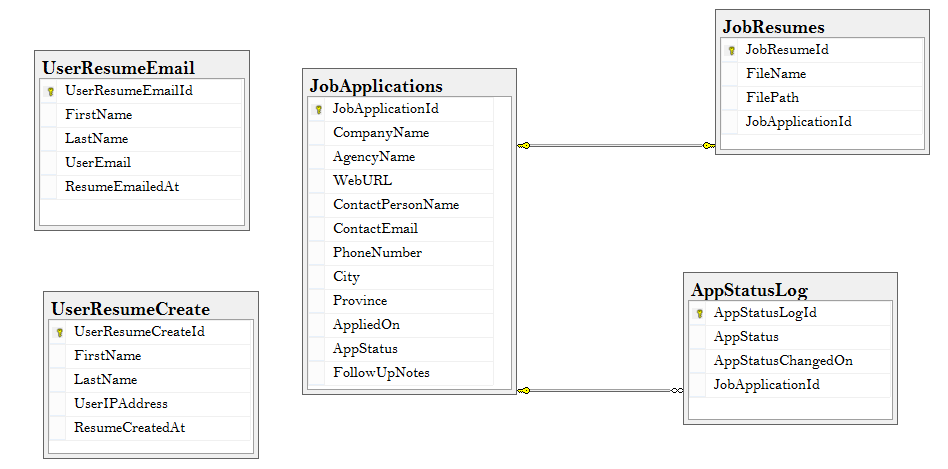 UserResumeEmail
UserResumeEmailId
FirstName
LastName
UserEmail
ResumeEmailedAt
UserResumeCreate
UserResumeCreateId
FirstName
LastName
UserIPAddress
ResumeCreatedAt
JobApplications
JobApplicationId
CompanyName
AgencyName
WebURL
ContactPersonName
ContactEmail
PhoneNumber
City
Province
AppliedOn
AppStatus
FollowUpNotes
JobResumes
JobResumeId
FileName
FilePath
JobApplicationId
AppStatusLog
AppStatusLogId
AppStatus
AppStatusChangedOn
JobApplicationId